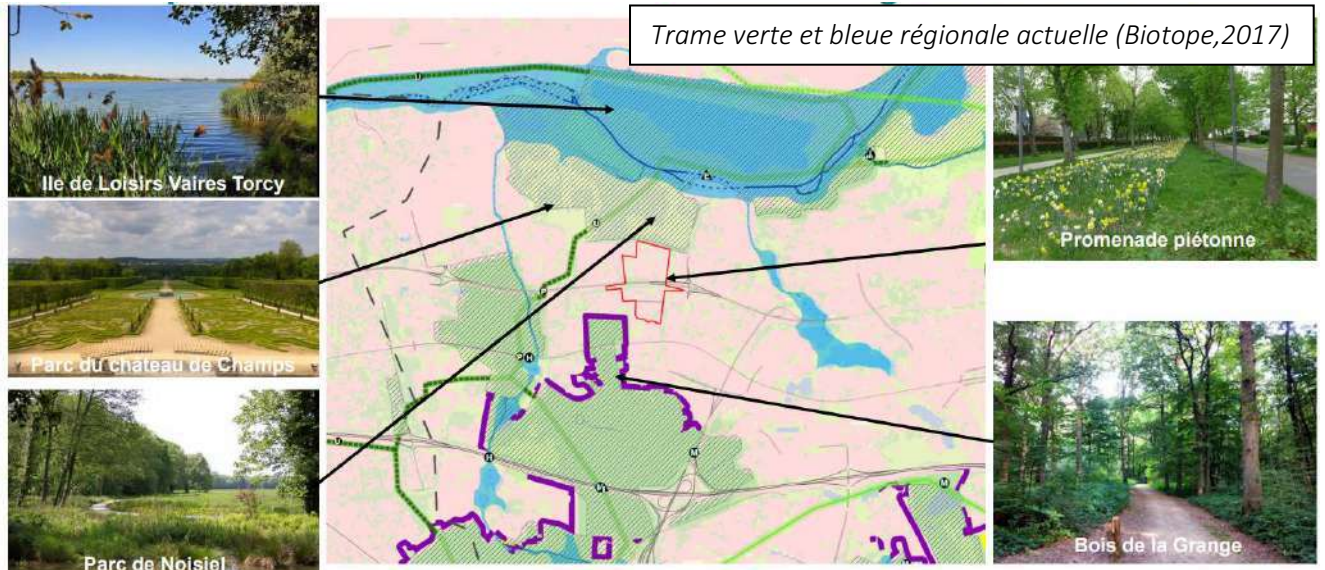 Trame verte et bleue régionale actuelle (Biotope,2017)
Ile de Loisirs Vaires Torcy
Promenade piétonne
Parc du château de Champs
Parc de Noisiel
Bois de la Grange
U
U
P
P
H
U
H
M
M